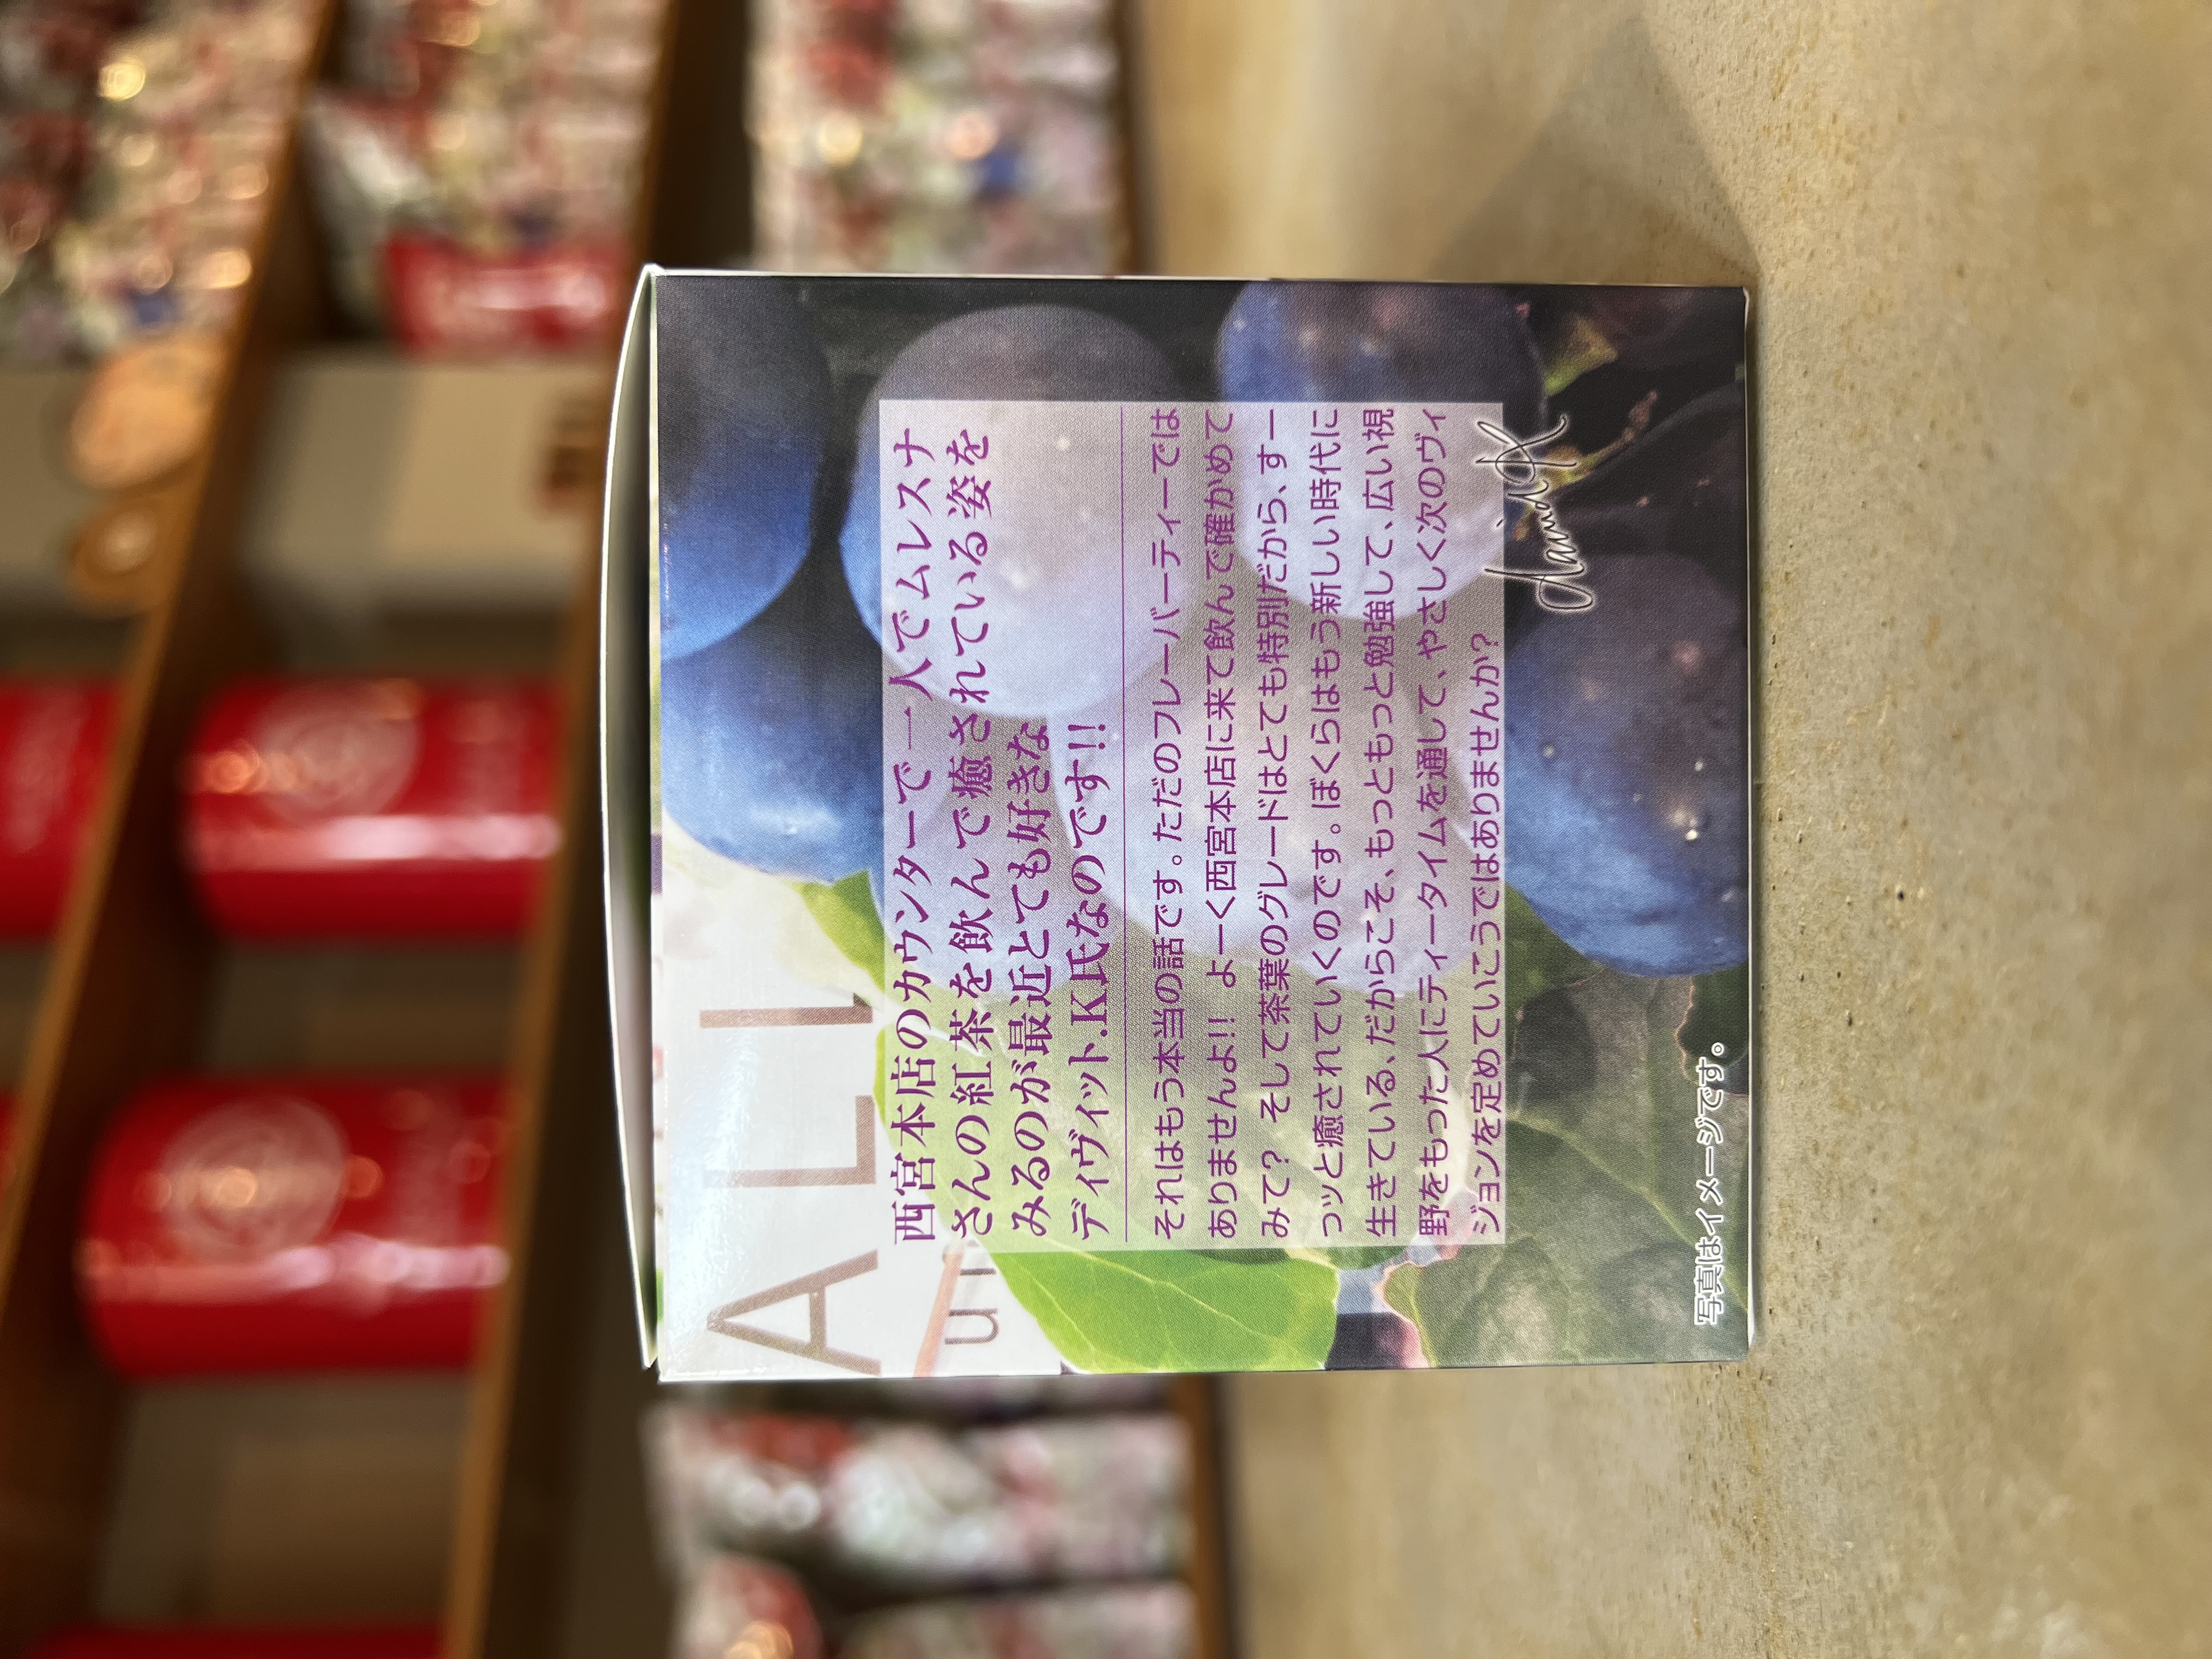 ALL
西宮本店のカウンターで一人でムレスナ
さんの紅茶を飲んで癒されている姿を
みるのが最近とても好きな
デイヴィット.K氏なのです!!
それはもう本当の話です。ただのフレーバーティーでは
ありませんよ!! よーく西宮本店に来て飲んで確かめて
みて? そして茶葉のグレードはとても特別だから、すー
っッと癒されていくのです。ぼくらはもう新しい時代に
生きている、だからこそ、もっともっと勉強して、広い視
野をもった人にティータイムを通して、やさしく次のヴィ
ジョンを定めていこうではありませんか?
David K
写真はイメージです。